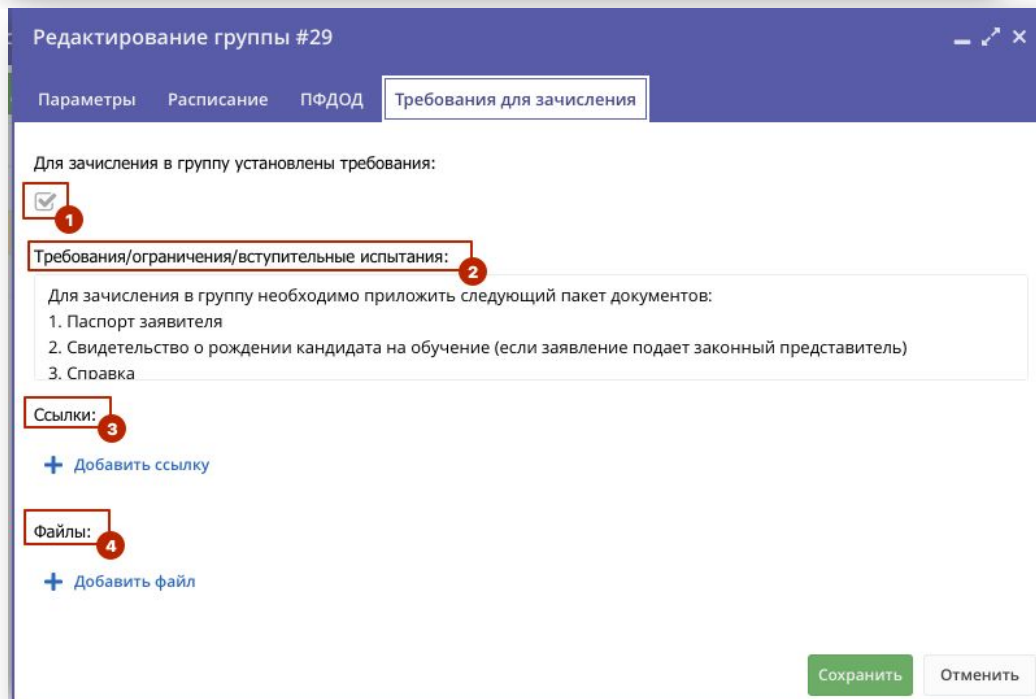 Редактирование группы #29
Параметры Расписание ПФДОД Требования для зачисления
Для зачисления в группу установлены требования:
1
Требования/ограничения/вступительные испытания:
2
Для зачисления в группу необходимо приложить следующий пакет документов:
1. Паспорт заявителя
2. Свидетельство о рождении кандидата на обучение (если заявление подает законный представитель)
3. Справка
Ссылки:
3
Добавить ссылку
Файлы:
4
Добавить файл
Сохранить Отменить